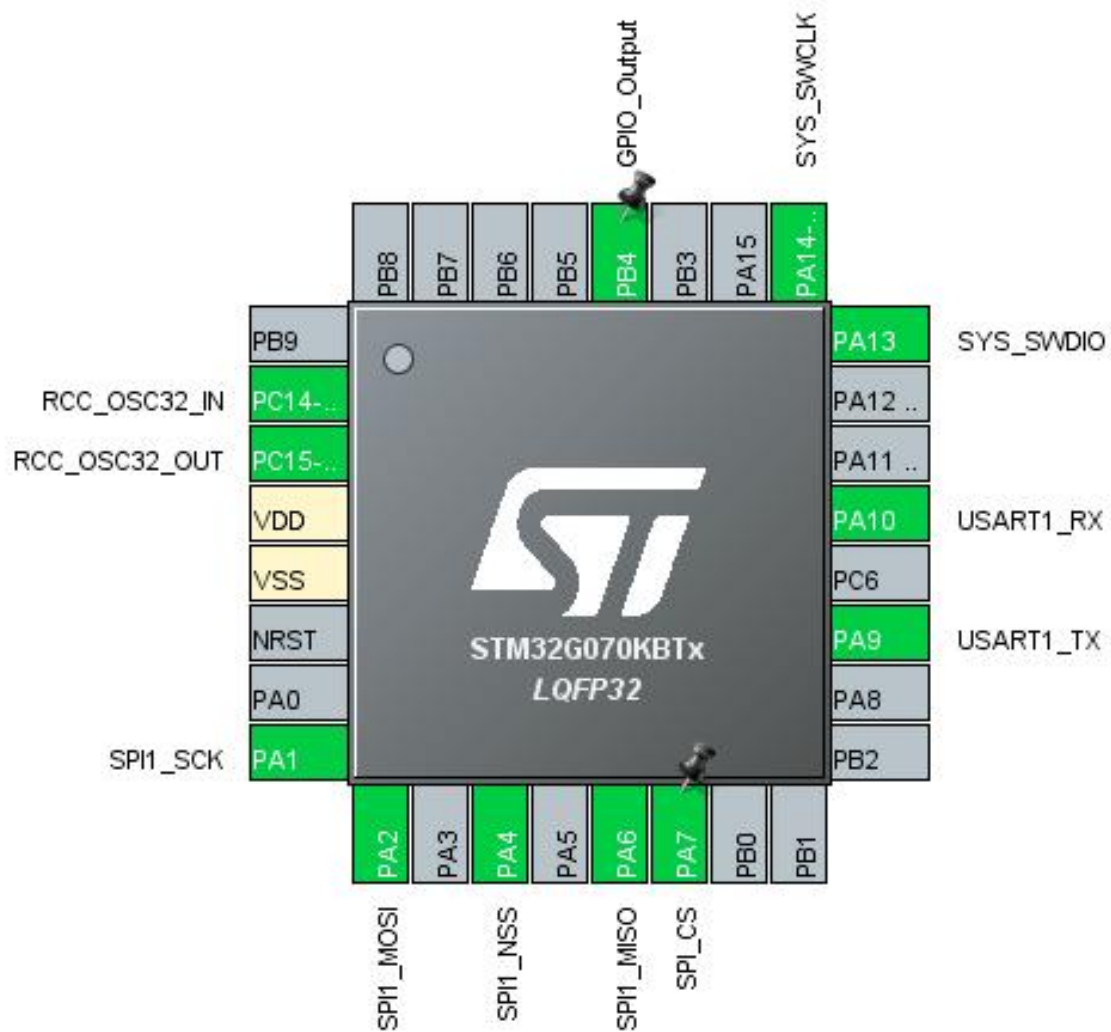 GPIO_Output
SYS_SWCLK
PB8
PB7
PB6
PB5
PB4
PB3
PA15
PA14-..
PB9
RCC_OSC32_IN
PC14-..
RCC_OSC32_OUT
PC15-..
VDD
VSS
NRST
PA0
SPI1_SCK
PA1
PA13
SYS_SWDIO
PA12 ..
PA11 ..
PA10
USART1_RX
PC6
PA9
USART1_TX
PA8
PB2
ST
STM32G070KBTx
LQFP32
PA2
PA3
PA4
PA5
PA6
PA7
PB0
PB1
SPI1_MOSI
SPI1_NSS
SPI1_MISO
SPI_CS